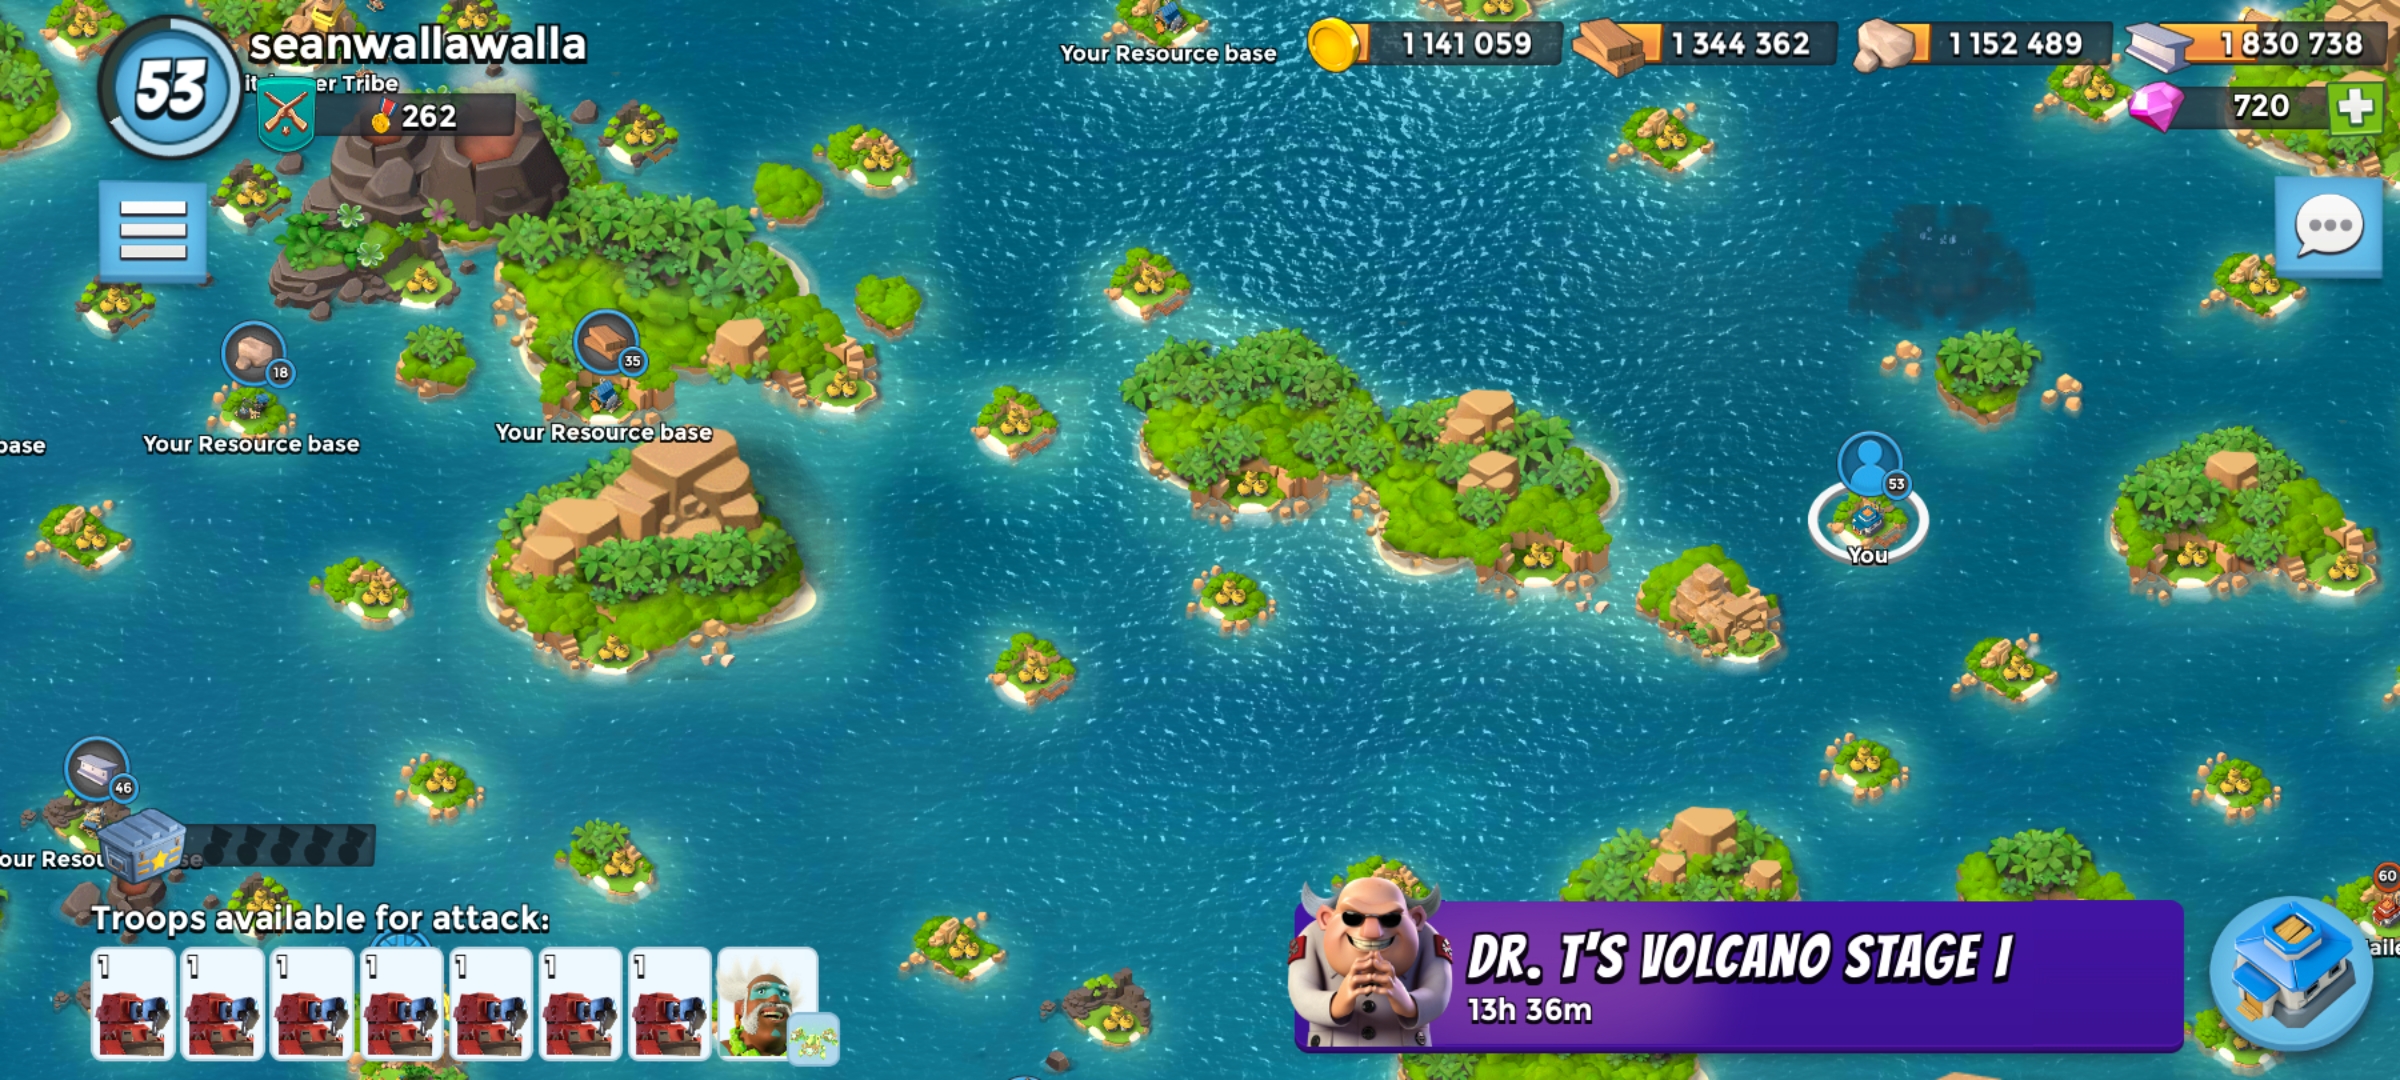 53
seanwallawalla
er Tribe
262
Your Resource base
1 141 059
1 344 362
1 152 489
1 830 738
720
18
35
base
Your Resource base
Your Resource base
53
You
46
our Resou
se
60
Troops available for attack:
1
1
1
1
1
1
1
DR. T'S VOLCANO STAGE I
13h 36m